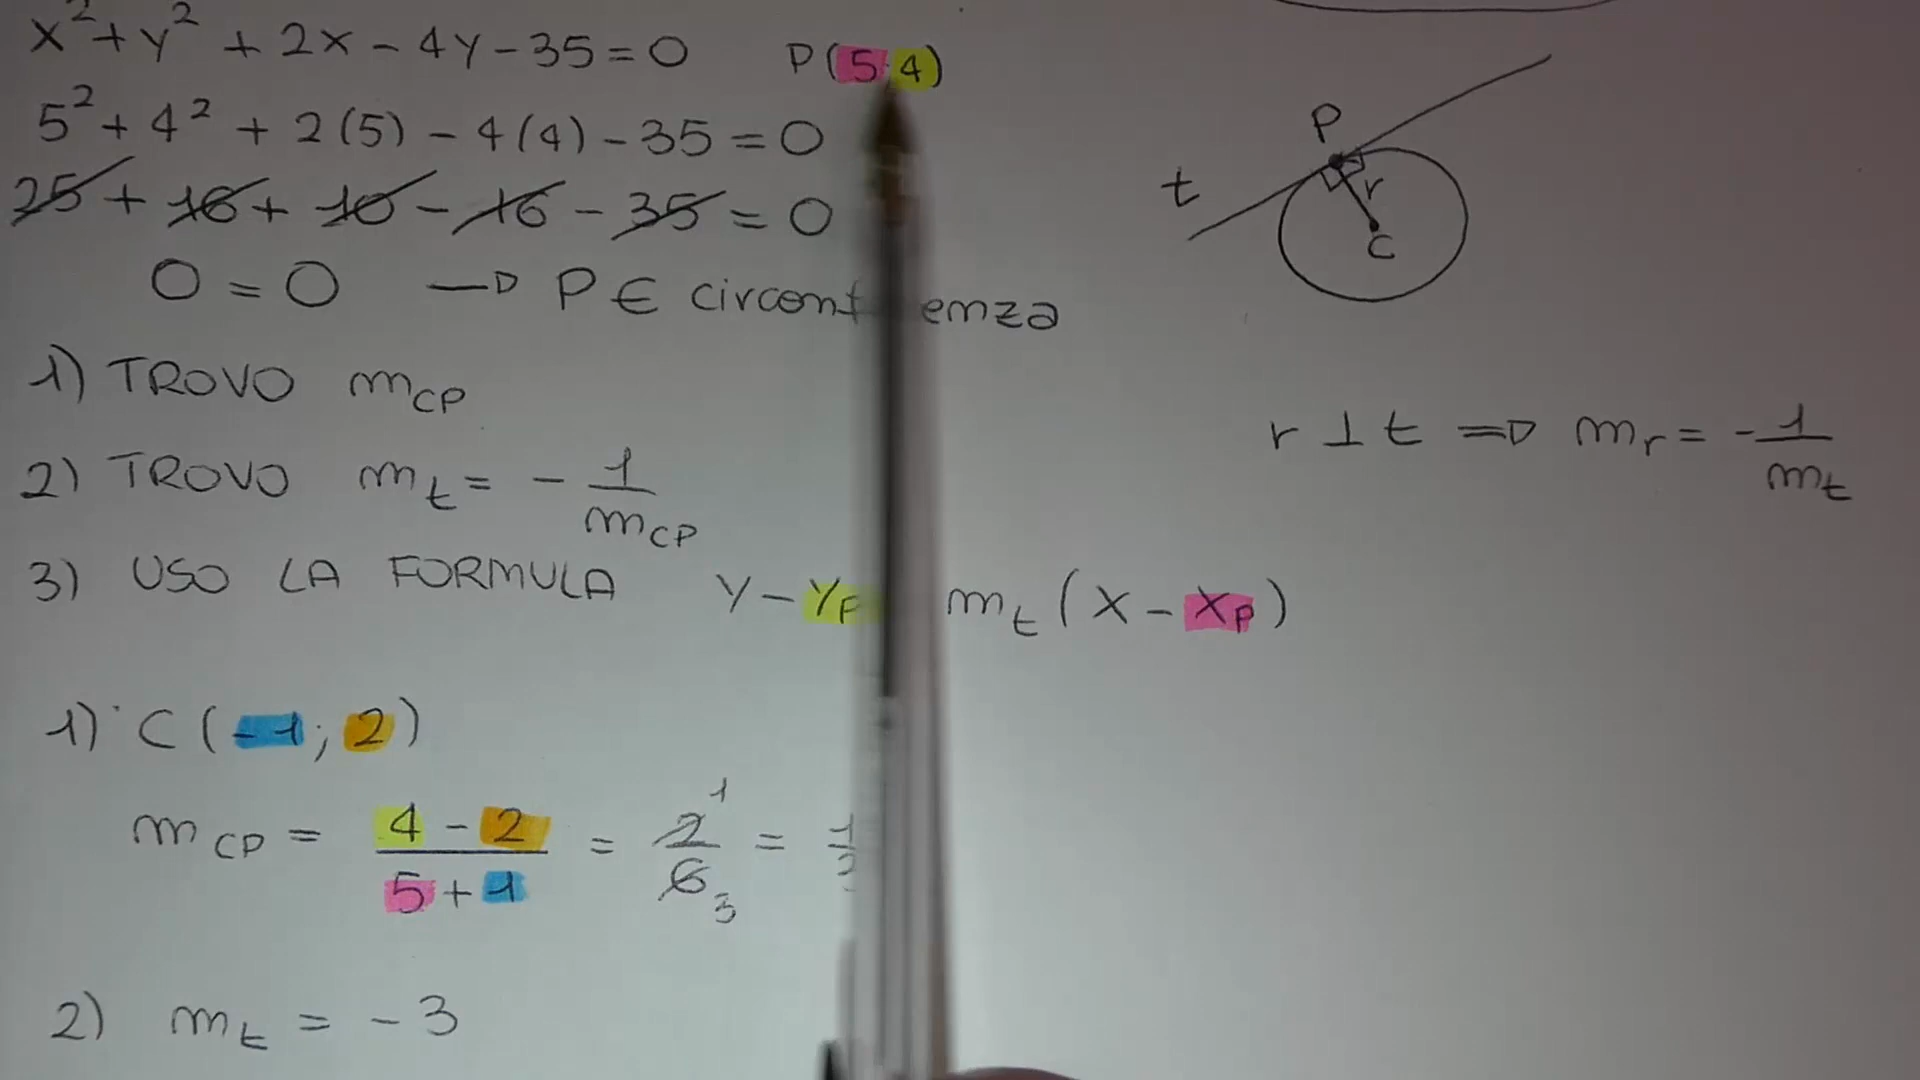 x² + y² + 2x - 4y - 35 = 0 P(5 4)
5² + 4² + 2(5) - 4(4) - 35 = 0
25 + 16 + 10 - 16 - 35 = 0
0 = 0 → P ∈ circonf emza
1) TROVO m_CP
2) TROVO m_t = - 1/m_CP
3) USO LA FORMULA y - y_P m_t (x - x_P)
1) C (-1; 2)
m_CP = (4 - 2)/(5 + 1) = 2/6 1 3 = 1/
2) m_t = -3
P
t
r
C
r ⊥ t ⇒ m_r = - 1/m_t